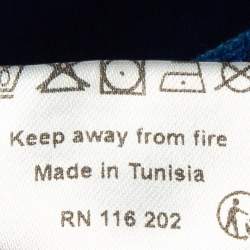 Keep away from fire
Made in Tunisia
RN 116 202